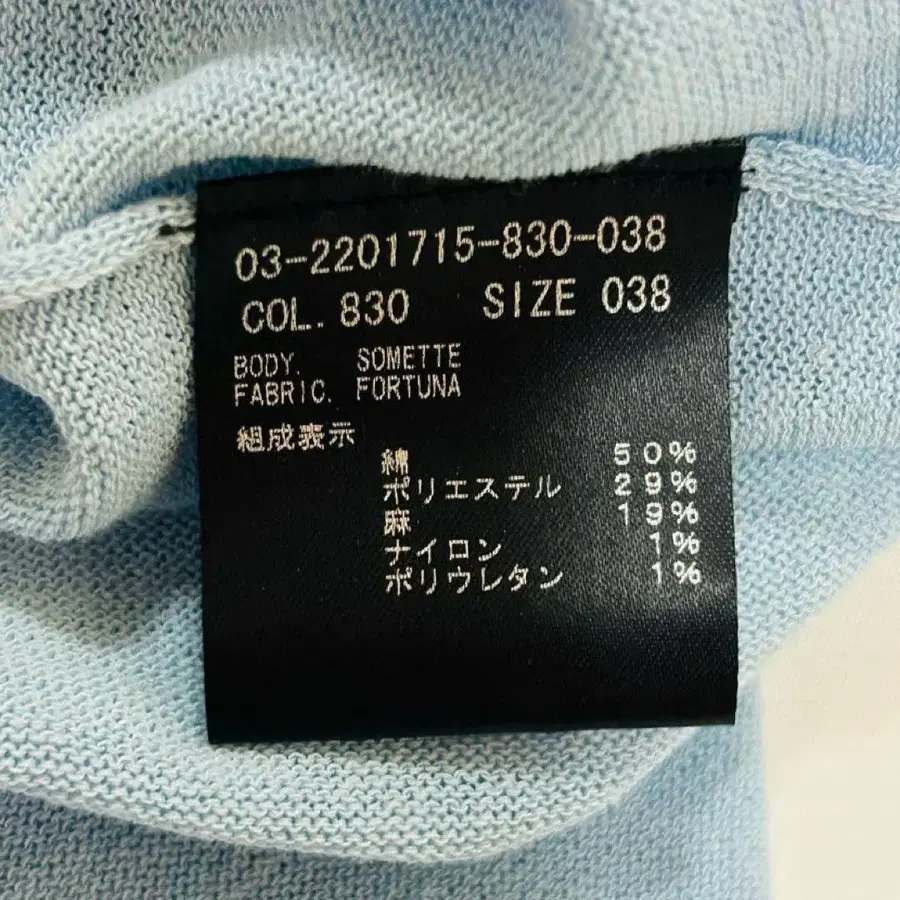 03-2201715-830-038
COL. 830 SIZE 038
BODY. SOMETTE
FABRIC. FORTUNA
組成表示
綿 50%
ポリエステル 29%
麻 19%
ナイロン 1%
ポリウレタン 1%